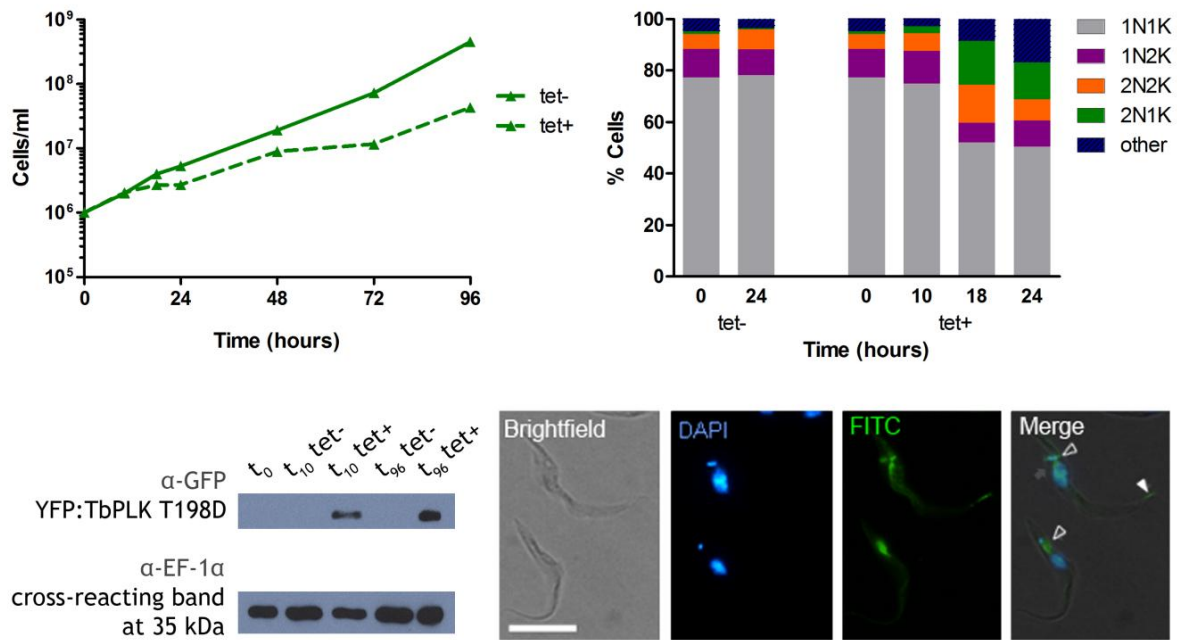 10⁹
10⁸
10⁷
10⁶
10⁵
Cells/ml
0 24 48 72 96
Time (hours)
tet-
tet+
100
80
60
40
20
0
% Cells
0 24 0 10 18 24
tet- tet+
Time (hours)
1N1K
1N2K
2N2K
2N1K
other
t₀ t₁₀ tet- t₁₀ tet+ t₉₆ tet- t₉₆ tet+
α-GFP
YFP:TbPLK T198D
α-EF-1α
cross-reacting band
at 35 kDa
Brightfield DAPI FITC Merge